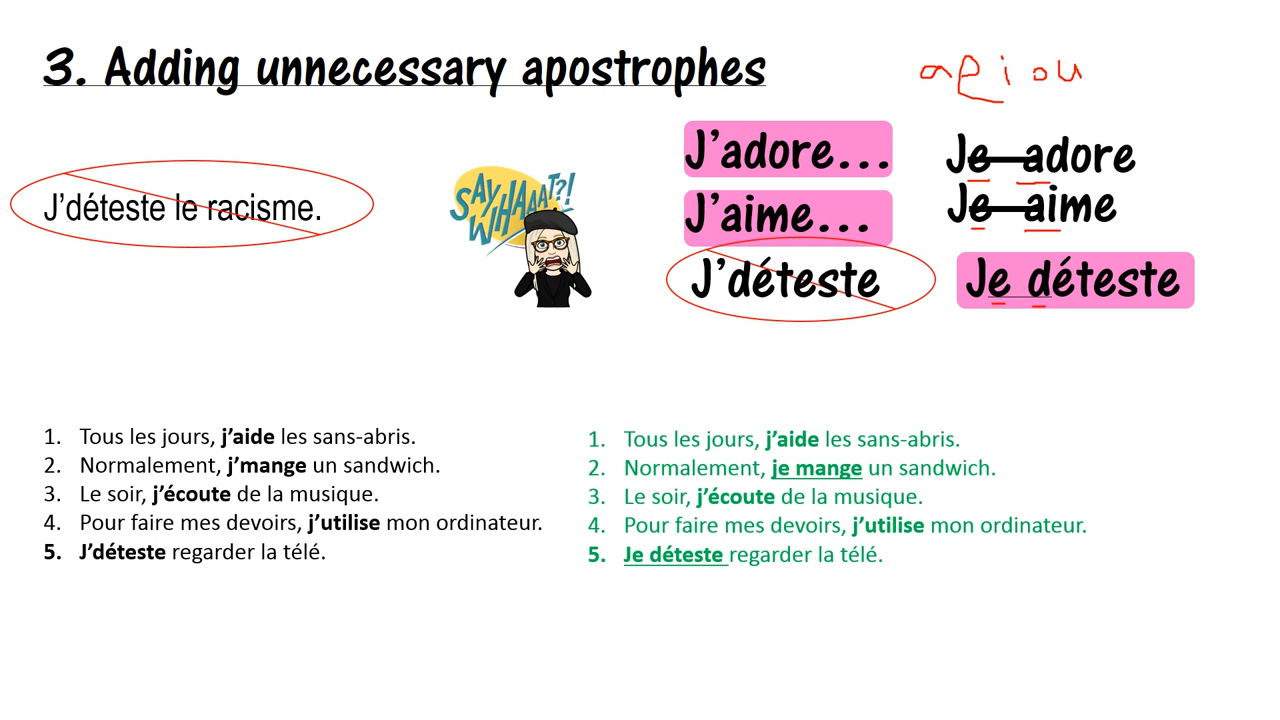 3. Adding unnecessary apostrophes
a e i o u
J'déteste le racisme.
SAY WHAAAT?!
J'adore...
Je adore
J'aime...
Je aime
J'déteste
Je déteste
1. Tous les jours, j'aide les sans-abris.
2. Normalement, j'mange un sandwich.
3. Le soir, j'écoute de la musique.
4. Pour faire mes devoirs, j'utilise mon ordinateur.
5. J'déteste regarder la télé.
1. Tous les jours, j'aide les sans-abris.
2. Normalement, je mange un sandwich.
3. Le soir, j'écoute de la musique.
4. Pour faire mes devoirs, j'utilise mon ordinateur.
5. Je déteste regarder la télé.